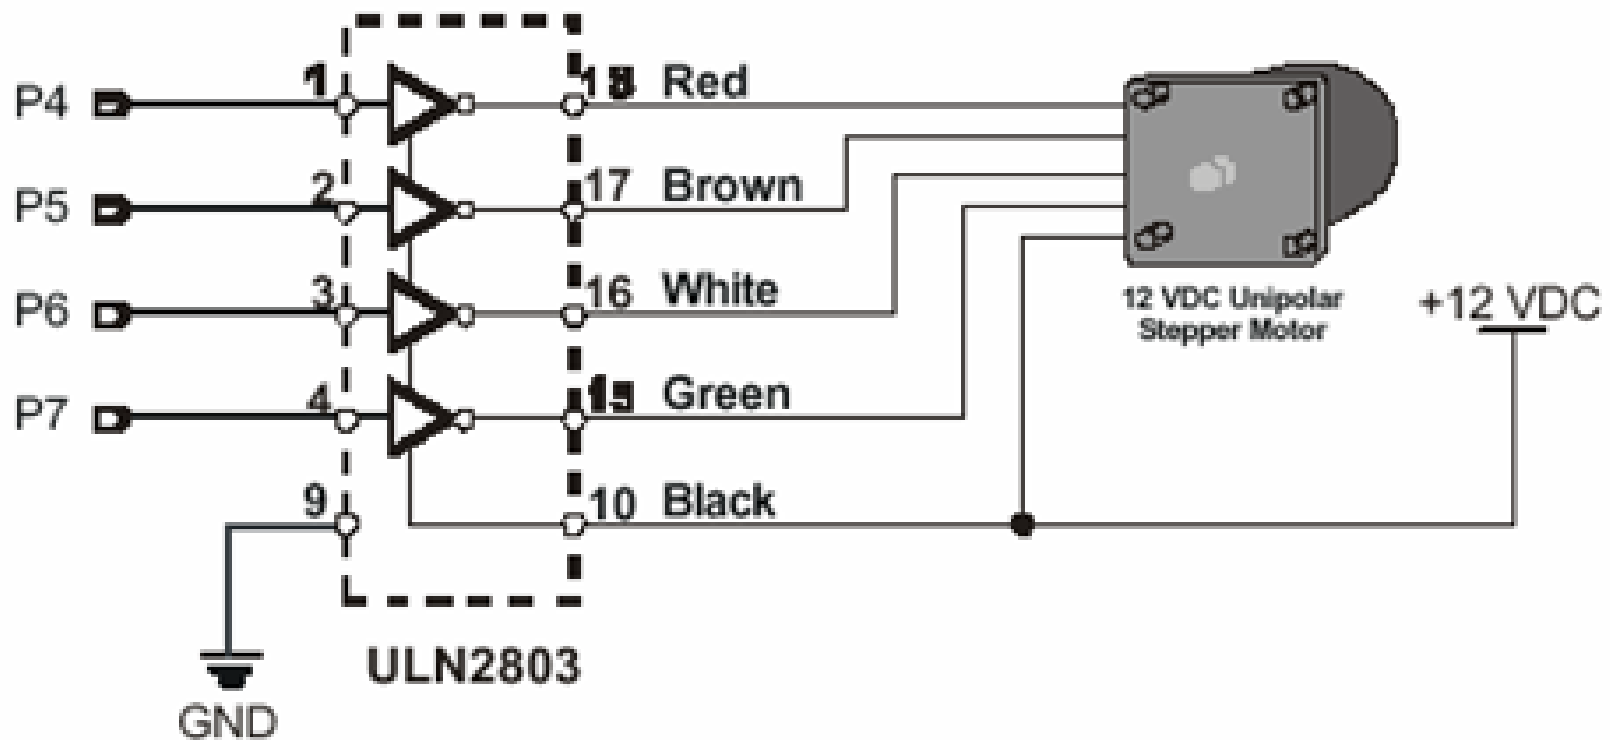 P4 1 18 Red
P5 2 17 Brown
P6 3 16 White
P7 4 15 Green
9 10 Black
12 VDC Unipolar
Stepper Motor
+12 VDC
ULN2803
GND